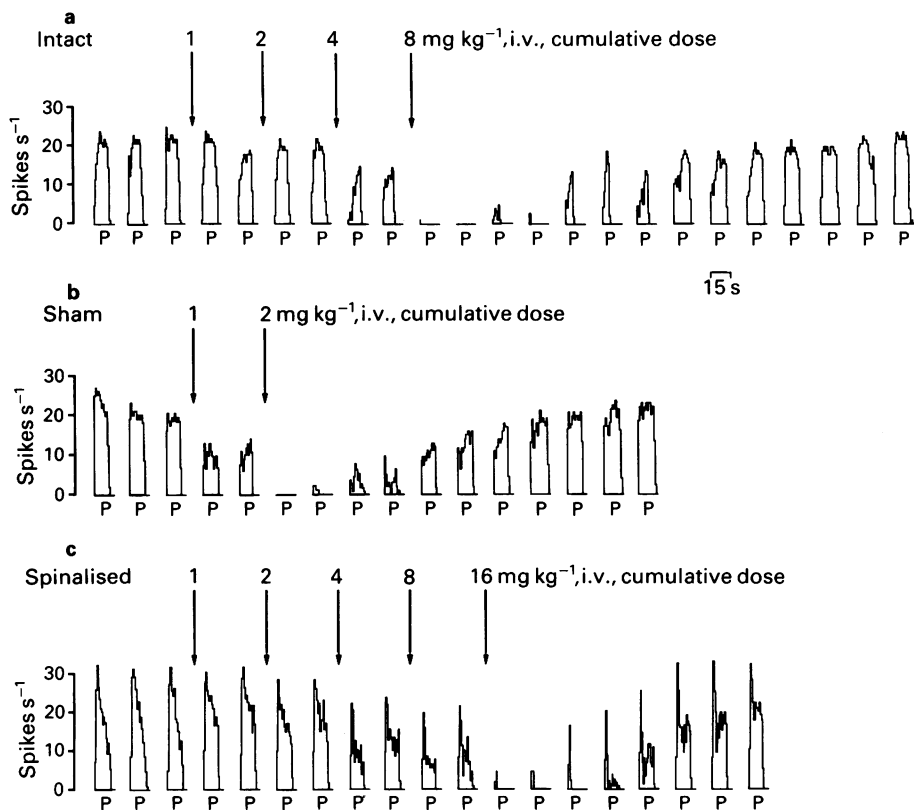 a
Intact 1 2 4 8 mg kg⁻¹, i.v., cumulative dose
30
20
10
0
Spikes s⁻¹
P P P P P P P P P P P P P P P P P P P P P P P
15 s
b
Sham 1 2 mg kg⁻¹, i.v., cumulative dose
30
20
10
0
Spikes s⁻¹
P P P P P P P P P P P P P P P P
c
Spinalised 1 2 4 8 16 mg kg⁻¹, i.v., cumulative dose
30
20
10
0
Spikes s⁻¹
P P P P P P P P P P P P P P P P P P P